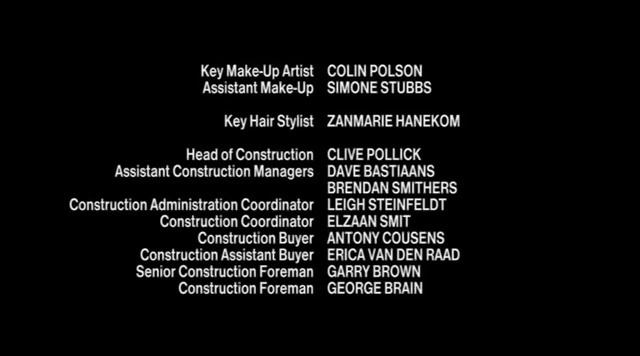 Key Make-Up Artist COLIN POLSON
Assistant Make-Up SIMONE STUBBS
Key Hair Stylist ZANMARIE HANEKOM
Head of Construction CLIVE POLLICK
Assistant Construction Managers DAVE BASTIAANS
BRENDAN SMITHERS
Construction Administration Coordinator LEIGH STEINFELDT
Construction Coordinator ELZAAN SMIT
Construction Buyer ANTONY COUSENS
Construction Assistant Buyer ERICA VAN DEN RAAD
Senior Construction Foreman GARRY BROWN
Construction Foreman GEORGE BRAIN